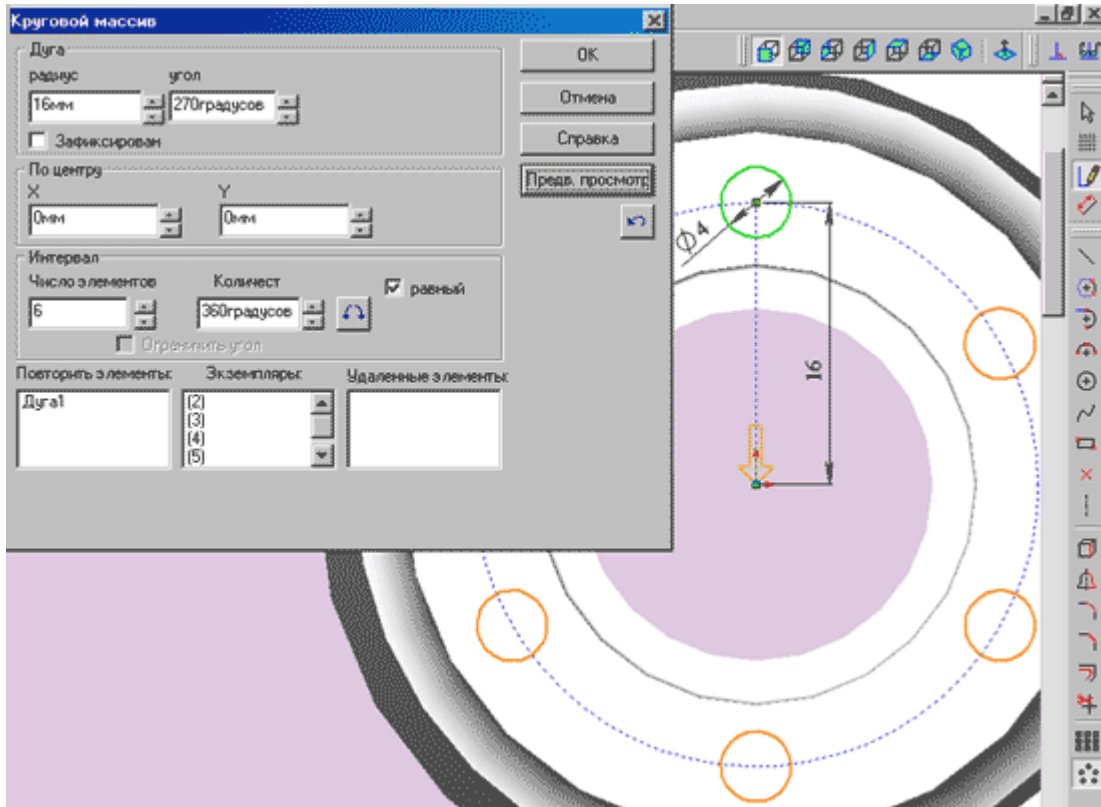 Круговой массив
Дуга
радиус угол
16мм 270градусов
Зафиксирован
По центру
X Y
0мм 0мм
Интервал
Число элементов Количест
равный
6 360градусов
Ограничить угол
Повторить элементы: Экземпляры: Удаленные элементы:
Дуга1
(2)
(3)
(4)
(5)
OK
Отмена
Справка
Предв. просмотр
Ф4
16